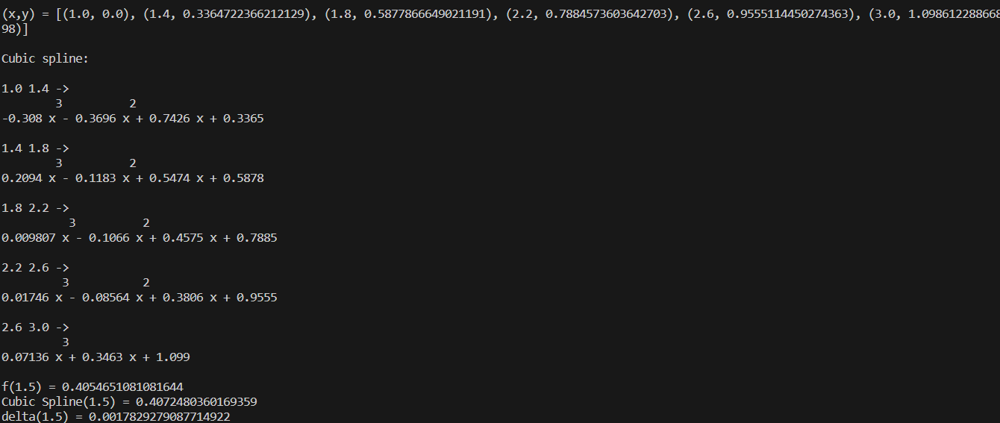 (x,y) = [(1.0, 0.0), (1.4, 0.3364722366212129), (1.8, 0.5877866649021191), (2.2, 0.7884573603642703), (2.6, 0.9555114450274363), (3.0, 1.098612288668
98)]
Cubic spline:
1.0 1.4 ->
3 2
-0.308 x - 0.3696 x + 0.7426 x + 0.3365
1.4 1.8 ->
3 2
0.2094 x - 0.1183 x + 0.5474 x + 0.5878
1.8 2.2 ->
3 2
0.009807 x - 0.1066 x + 0.4575 x + 0.7885
2.2 2.6 ->
3 2
0.01746 x - 0.08564 x + 0.3806 x + 0.9555
2.6 3.0 ->
3
0.07136 x + 0.3463 x + 1.099
f(1.5) = 0.4054651081081644
Cubic Spline(1.5) = 0.4072480360169359
delta(1.5) = 0.0017829279087714922